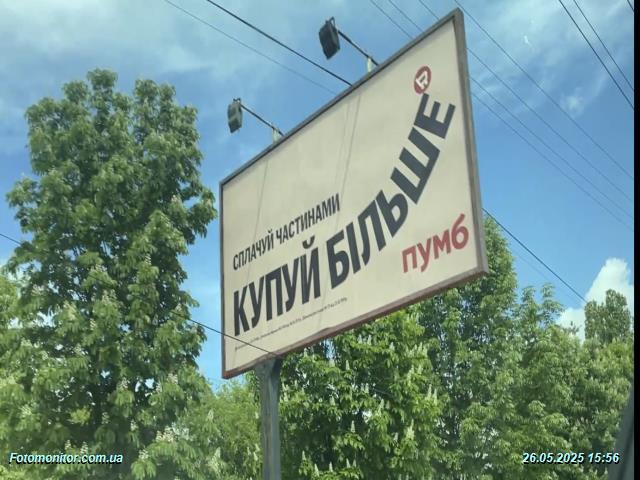 СПЛАЧУЙ ЧАСТИНАМИ
КУПУЙ БІЛЬШЕ
ПУМБ
Fotomonitor.com.ua
26.05.2025 15:56